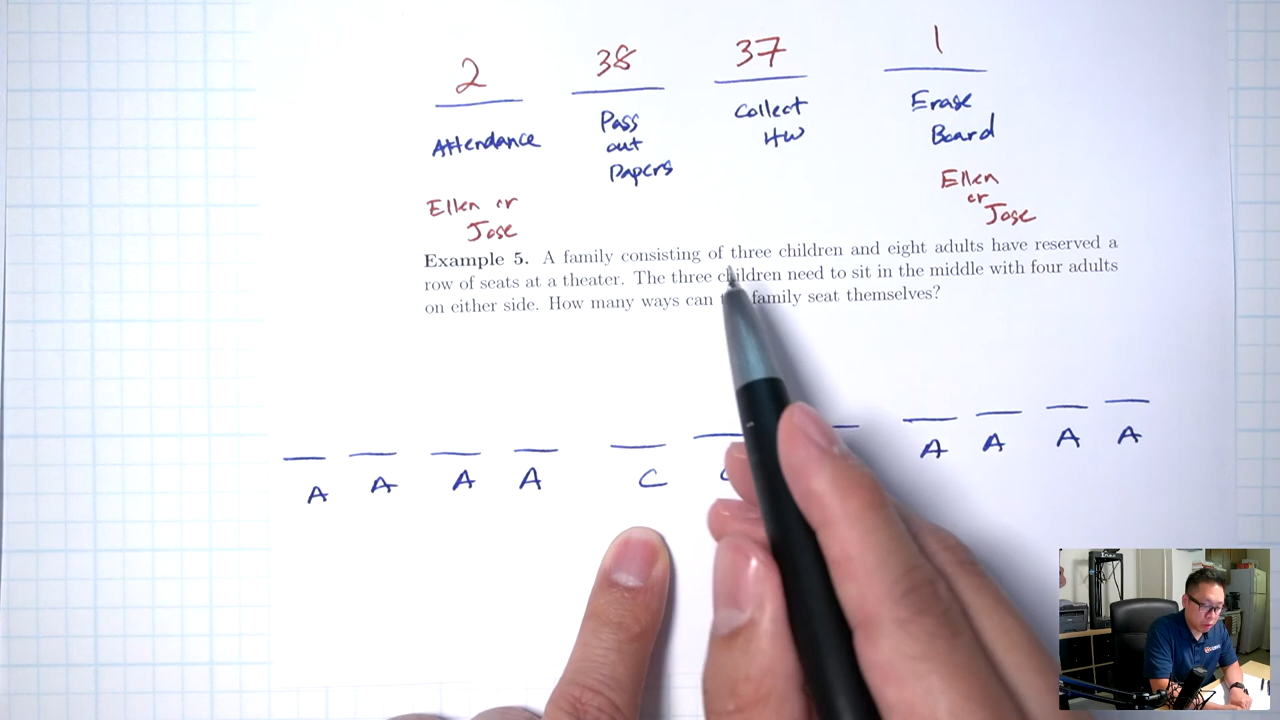 2 38 37 1
Attendance Pass out Papers Collect HW Erase Board
Ellen or Jose Ellen or Jose
Example 5. A family consisting of three children and eight adults have reserved a
row of seats at a theater. The three children need to sit in the middle with four adults
on either side. How many ways can family seat themselves?
A A A A C A A A A